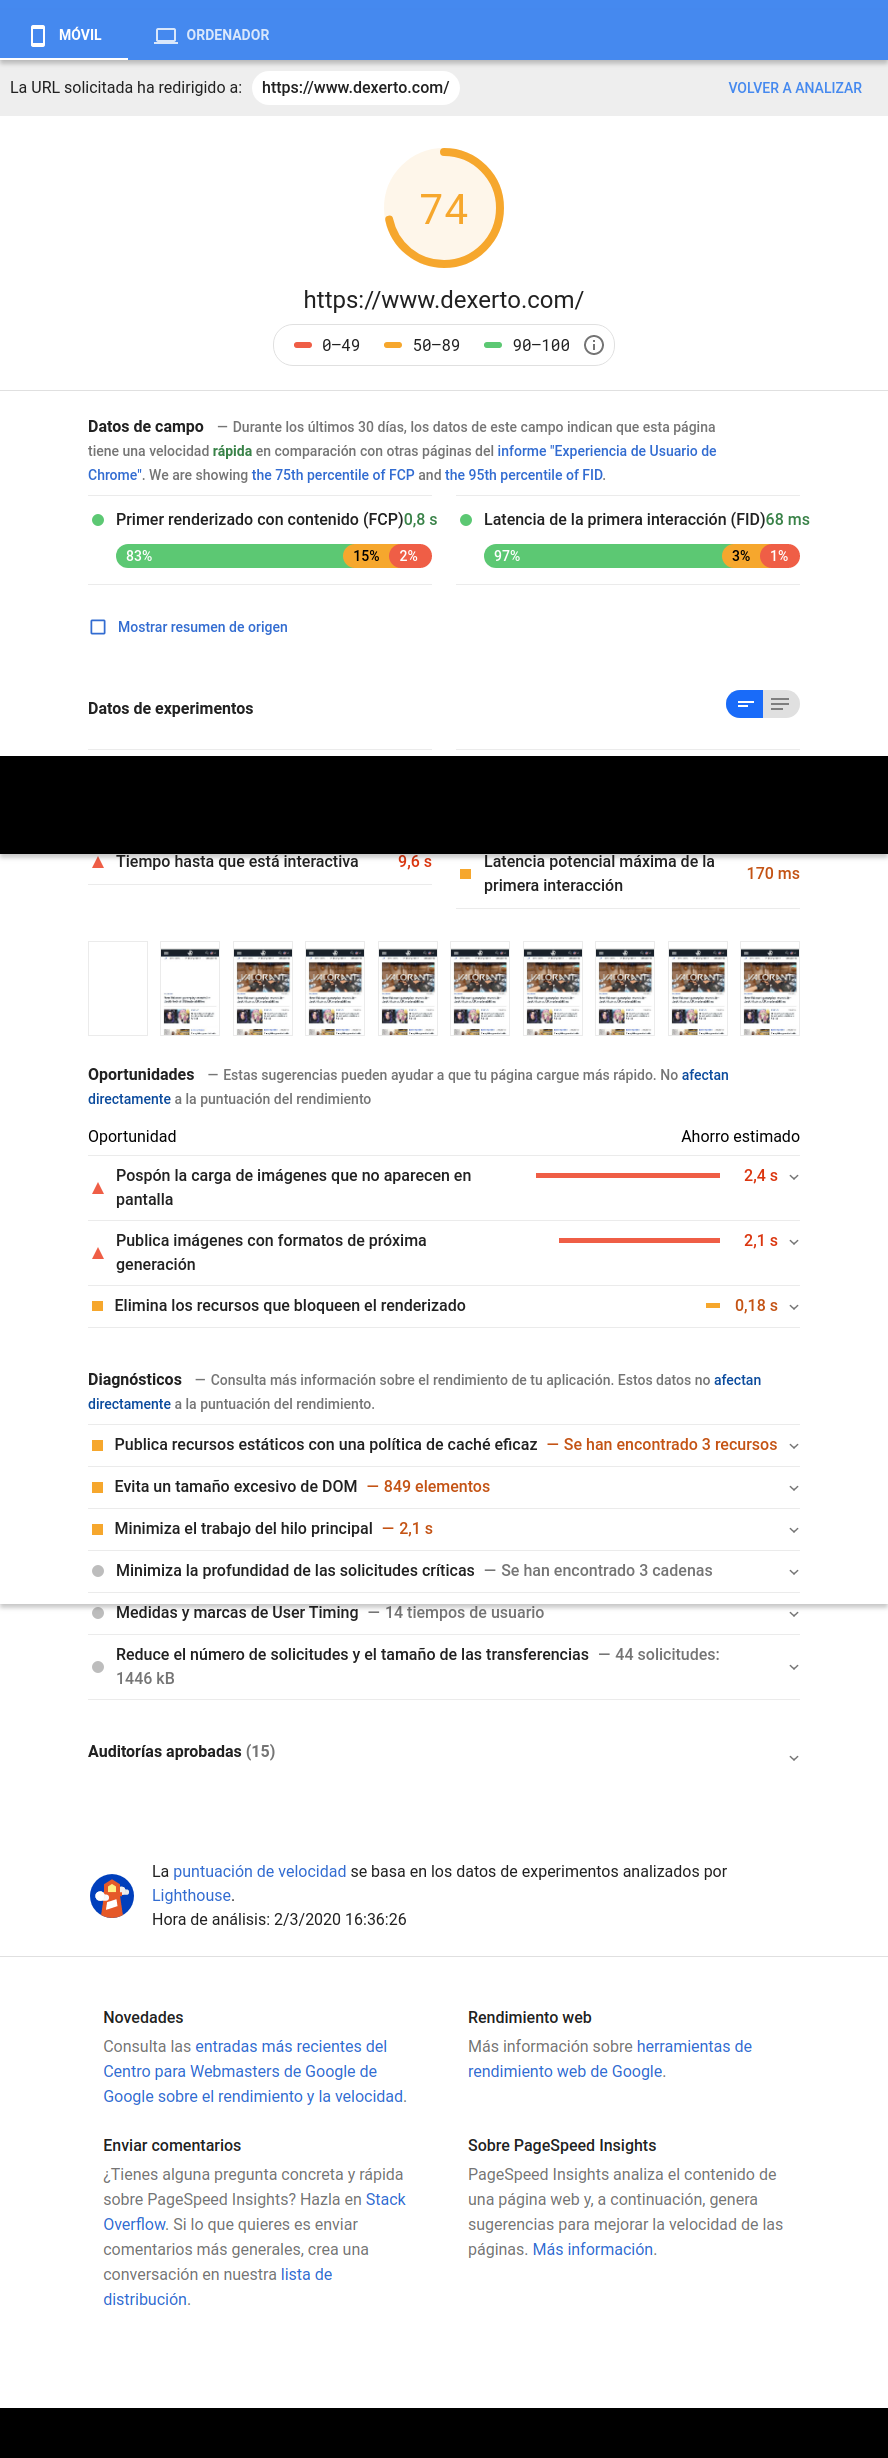 MÓVIL ORDENADOR
La URL solicitada ha redirigido a: https://www.dexerto.com/ VOLVER A ANALIZAR
74
https://www.dexerto.com/
0–49 50–89 90–100
Datos de campo — Durante los últimos 30 días, los datos de este campo indican que esta página
tiene una velocidad rápida en comparación con otras páginas del informe "Experiencia de Usuario de
Chrome". We are showing the 75th percentile of FCP and the 95th percentile of FID.
Primer renderizado con contenido (FCP)0,8 s
83% 15% 2%
Latencia de la primera interacción (FID)68 ms
97% 3% 1%
Mostrar resumen de origen
Datos de experimentos
Tiempo hasta que está interactiva 9,6 s
Latencia potencial máxima de la
primera interacción
170 ms
VALORANT
VALORANT
VALORANT
VALORANT
VALORANT
VALORANT
VALORANT
VALORANT
Oportunidades — Estas sugerencias pueden ayudar a que tu página cargue más rápido. No afectan
directamente a la puntuación del rendimiento
Oportunidad Ahorro estimado
Pospón la carga de imágenes que no aparecen en
pantalla
2,4 s
Publica imágenes con formatos de próxima
generación
2,1 s
Elimina los recursos que bloqueen el renderizado 0,18 s
Diagnósticos — Consulta más información sobre el rendimiento de tu aplicación. Estos datos no afectan
directamente a la puntuación del rendimiento.
Publica recursos estáticos con una política de caché eficaz — Se han encontrado 3 recursos
Evita un tamaño excesivo de DOM — 849 elementos
Minimiza el trabajo del hilo principal — 2,1 s
Minimiza la profundidad de las solicitudes críticas — Se han encontrado 3 cadenas
Medidas y marcas de User Timing — 14 tiempos de usuario
Reduce el número de solicitudes y el tamaño de las transferencias — 44 solicitudes:
1446 kB
Auditorías aprobadas (15)
La puntuación de velocidad se basa en los datos de experimentos analizados por
Lighthouse.
Hora de análisis: 2/3/2020 16:36:26
Novedades
Consulta las entradas más recientes del
Centro para Webmasters de Google de
Google sobre el rendimiento y la velocidad.
Rendimiento web
Más información sobre herramientas de
rendimiento web de Google.
Enviar comentarios
¿Tienes alguna pregunta concreta y rápida
sobre PageSpeed Insights? Hazla en Stack
Overflow. Si lo que quieres es enviar
comentarios más generales, crea una
conversación en nuestra lista de
distribución.
Sobre PageSpeed Insights
PageSpeed Insights analiza el contenido de
una página web y, a continuación, genera
sugerencias para mejorar la velocidad de las
páginas. Más información.